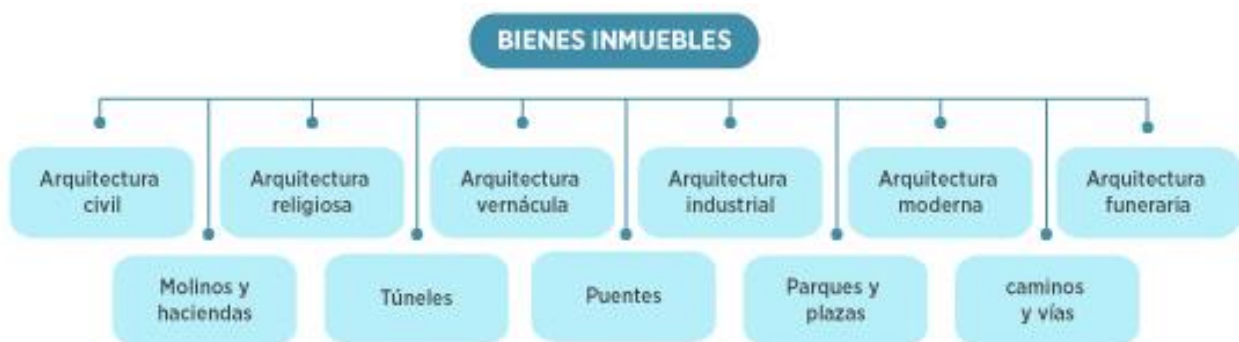 BIENES INMUEBLES
Arquitectura
civil
Arquitectura
religiosa
Arquitectura
vernácula
Arquitectura
industrial
Arquitectura
moderna
Arquitectura
funeraria
Molinos y
haciendas
Túneles
Puentes
Parques y
plazas
caminos
y vías